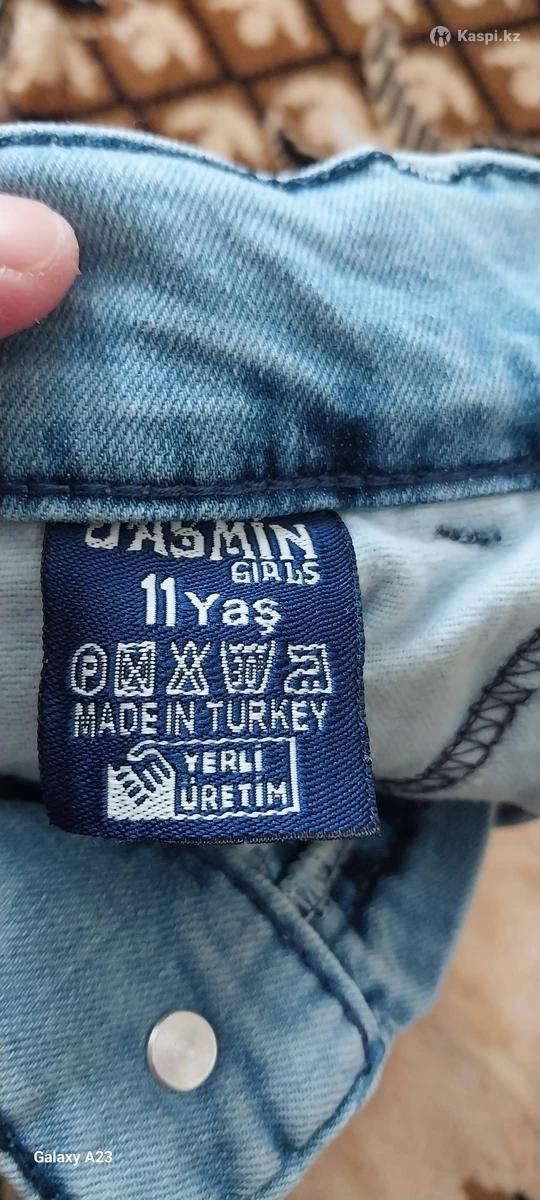 Kaspi.kz
JASMIN
GIRLS
11 Yaş
MADE IN TURKEY
YERLİ
ÜRETİM
Galaxy A23